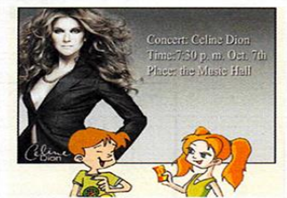 Concert: Celine Dion
Time:7:30 p. m. Oct. 7th
Place: the Music Hall
Celine
Dion